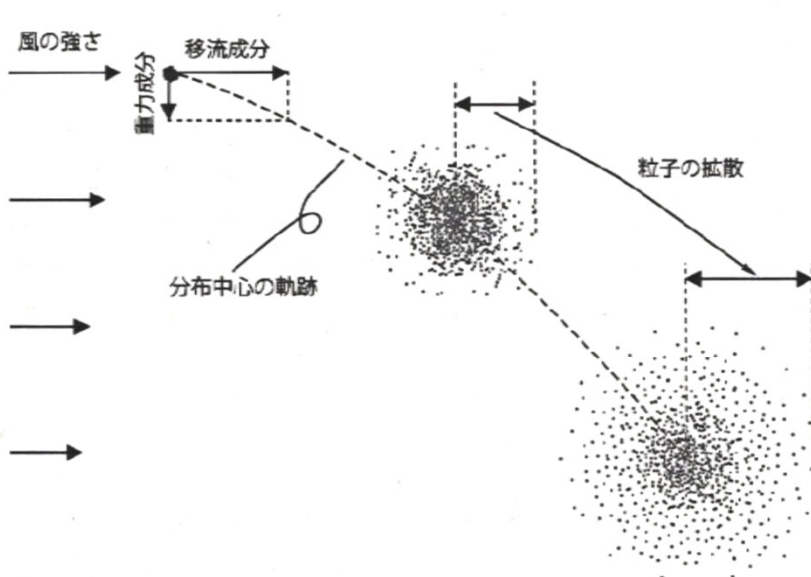 風の強さ
移流成分
重力成分
粒子の拡散
分布中心の軌跡